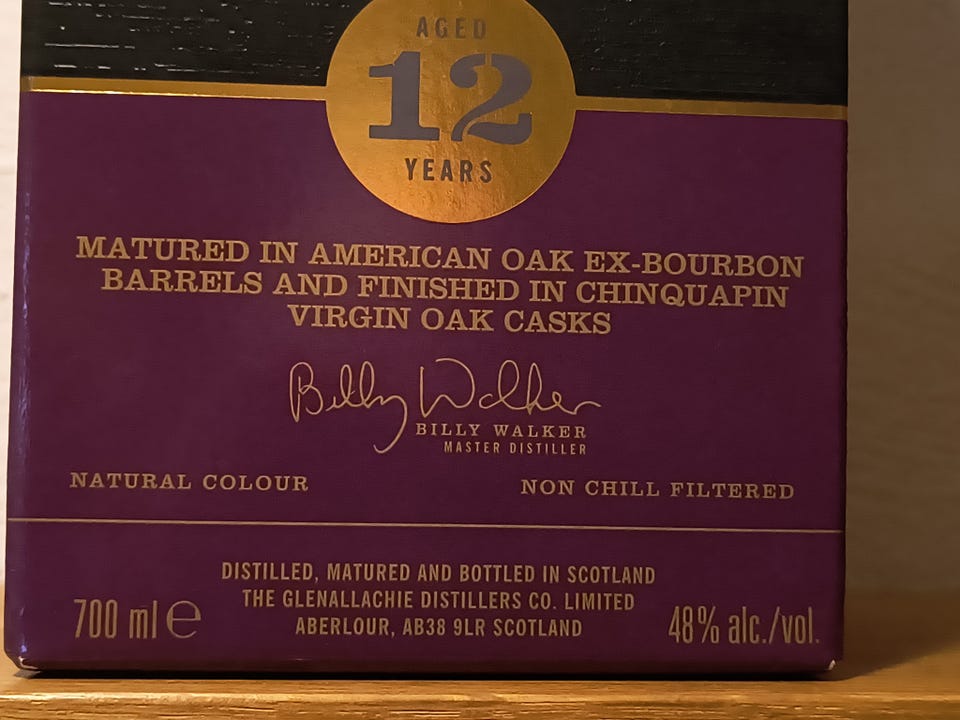 AGED
12
YEARS
MATURED IN AMERICAN OAK EX-BOURBON
BARRELS AND FINISHED IN CHINQUAPIN
VIRGIN OAK CASKS
Billy Walker
BILLY WALKER
MASTER DISTILLER
NATURAL COLOUR
NON CHILL FILTERED
DISTILLED, MATURED AND BOTTLED IN SCOTLAND
THE GLENALLACHIE DISTILLERS CO. LIMITED
ABERLOUR, AB38 9LR SCOTLAND
700 ml ℮
48% alc./vol.